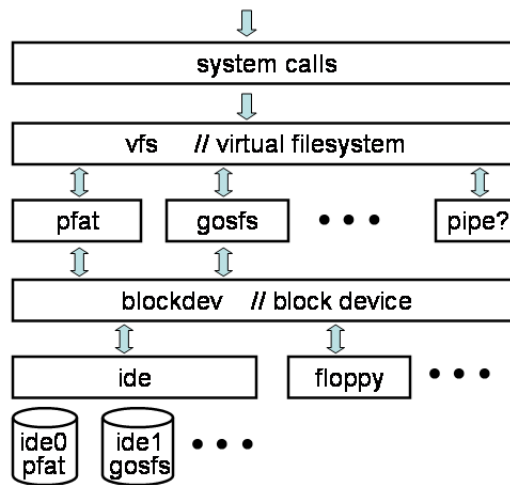 system calls
vfs // virtual filesystem
pfat gosfs • • • pipe?
blockdev // block device
ide floppy • • •
ide0 ide1 • • •
pfat gosfs